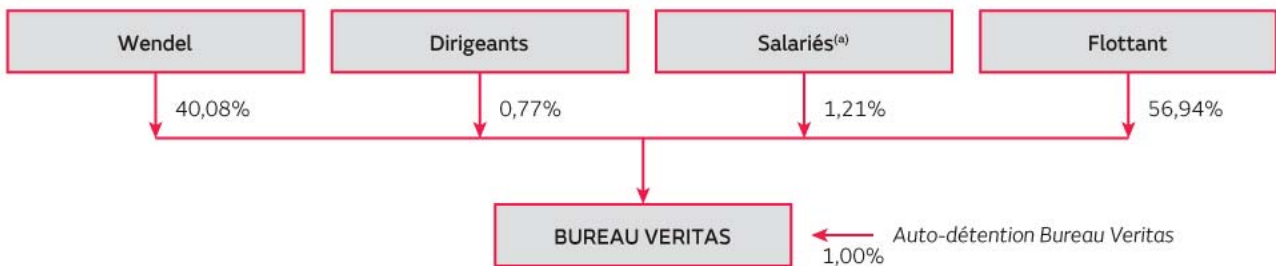 Wendel
Dirigeants
Salariés(a)
Flottant
40,08%
0,77%
1,21%
56,94%
BUREAU VERITAS
Auto-détention Bureau Veritas
1,00%